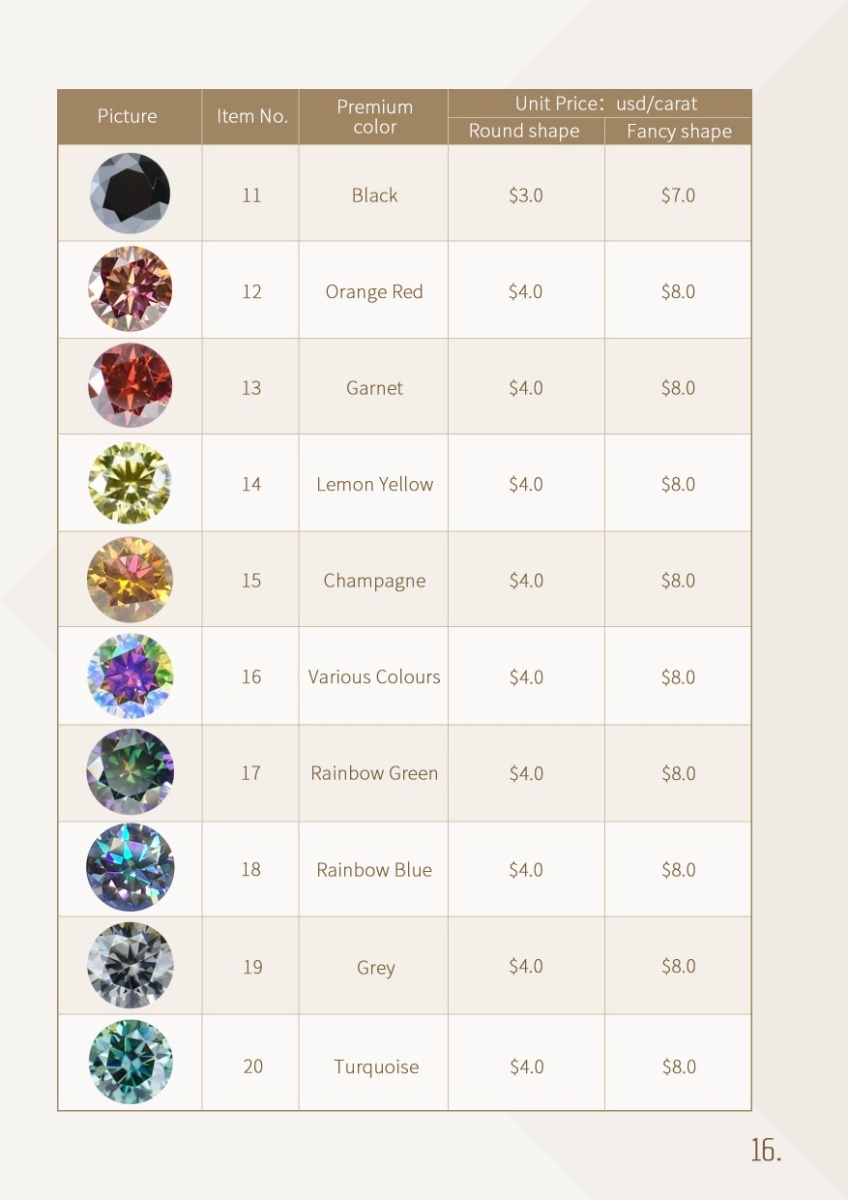 Picture
Item No.
Premium
color
Unit Price： usd/carat
Round shape
Fancy shape
11 Black $3.0 $7.0
12 Orange Red $4.0 $8.0
13 Garnet $4.0 $8.0
14 Lemon Yellow $4.0 $8.0
15 Champagne $4.0 $8.0
16 Various Colours $4.0 $8.0
17 Rainbow Green $4.0 $8.0
18 Rainbow Blue $4.0 $8.0
19 Grey $4.0 $8.0
20 Turquoise $4.0 $8.0
16.